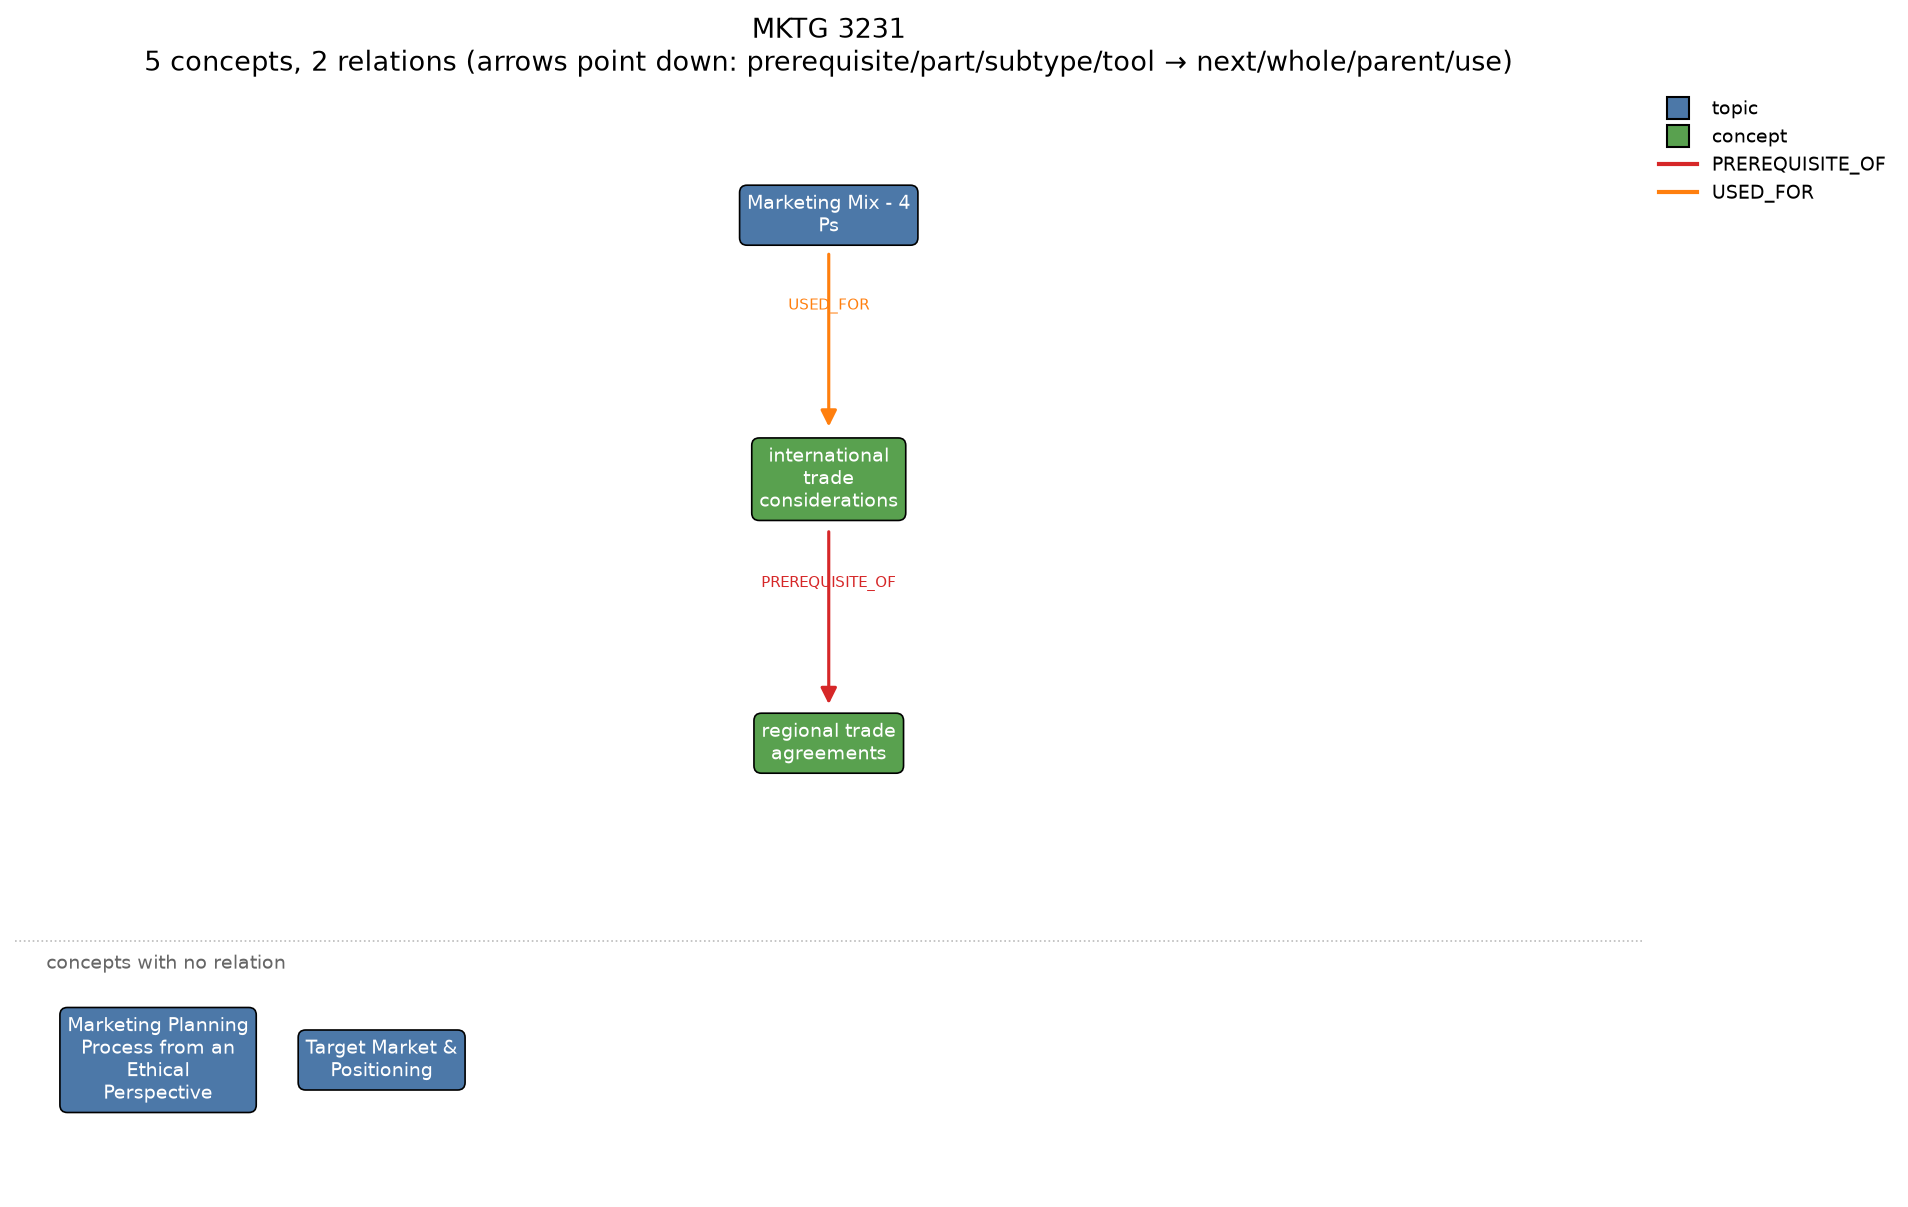 MKTG 3231
5 concepts, 2 relations (arrows point down: prerequisite/part/subtype/tool → next/whole/parent/use)
topic
concept
PREREQUISITE_OF
USED_FOR
Marketing Mix - 4
Ps
USED_FOR
international
trade
considerations
PREREQUISITE_OF
regional trade
agreements
concepts with no relation
Marketing Planning
Process from an
Ethical
Perspective
Target Market &
Positioning